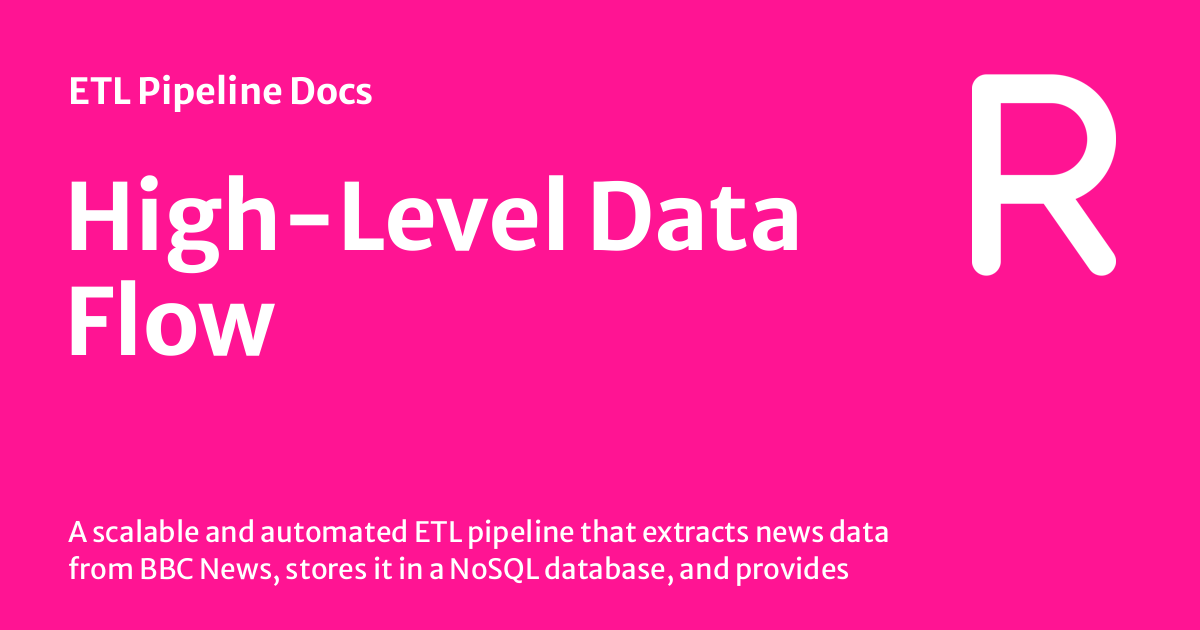 ETL Pipeline Docs
R
High-Level Data
Flow
A scalable and automated ETL pipeline that extracts news data
from BBC News, stores it in a NoSQL database, and provides